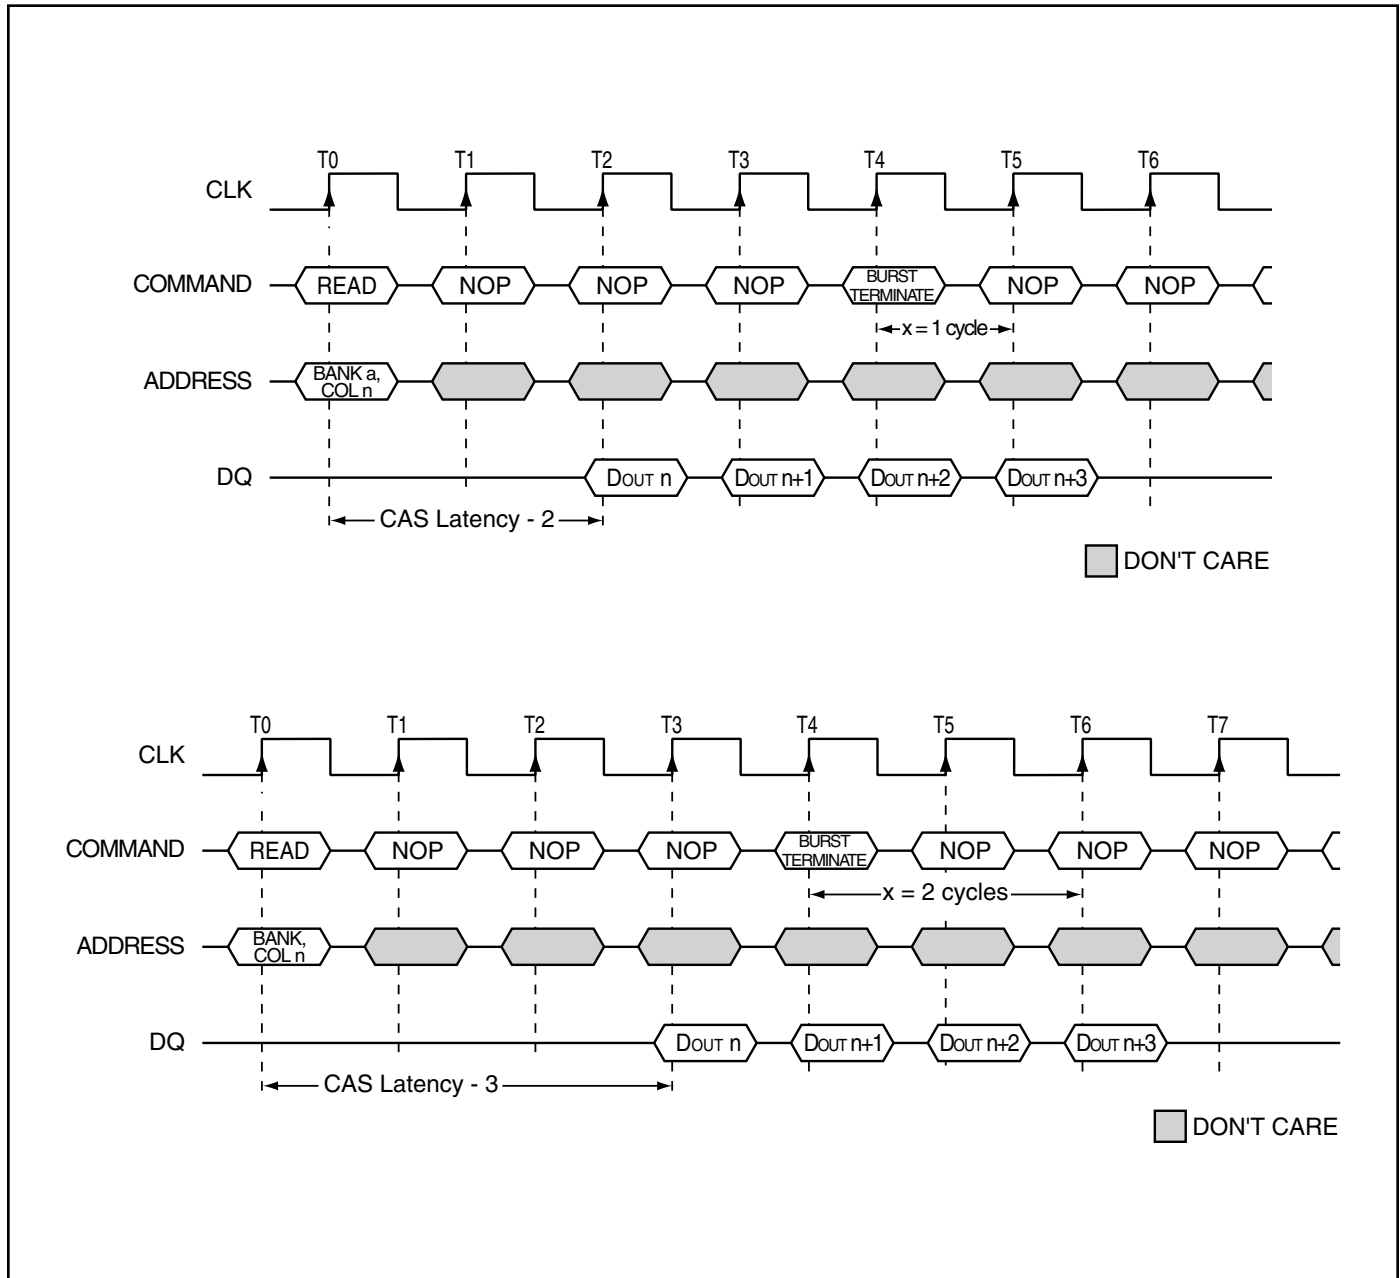 T0 T1 T2 T3 T4 T5 T6
CLK
COMMAND READ NOP NOP NOP BURST TERMINATE NOP NOP
x = 1 cycle
ADDRESS BANK a, COL n
DQ DOUT n DOUT n+1 DOUT n+2 DOUT n+3
CAS Latency - 2
DON'T CARE
T0 T1 T2 T3 T4 T5 T6 T7
CLK
COMMAND READ NOP NOP NOP BURST TERMINATE NOP NOP NOP
x = 2 cycles
ADDRESS BANK, COL n
DQ DOUT n DOUT n+1 DOUT n+2 DOUT n+3
CAS Latency - 3
DON'T CARE